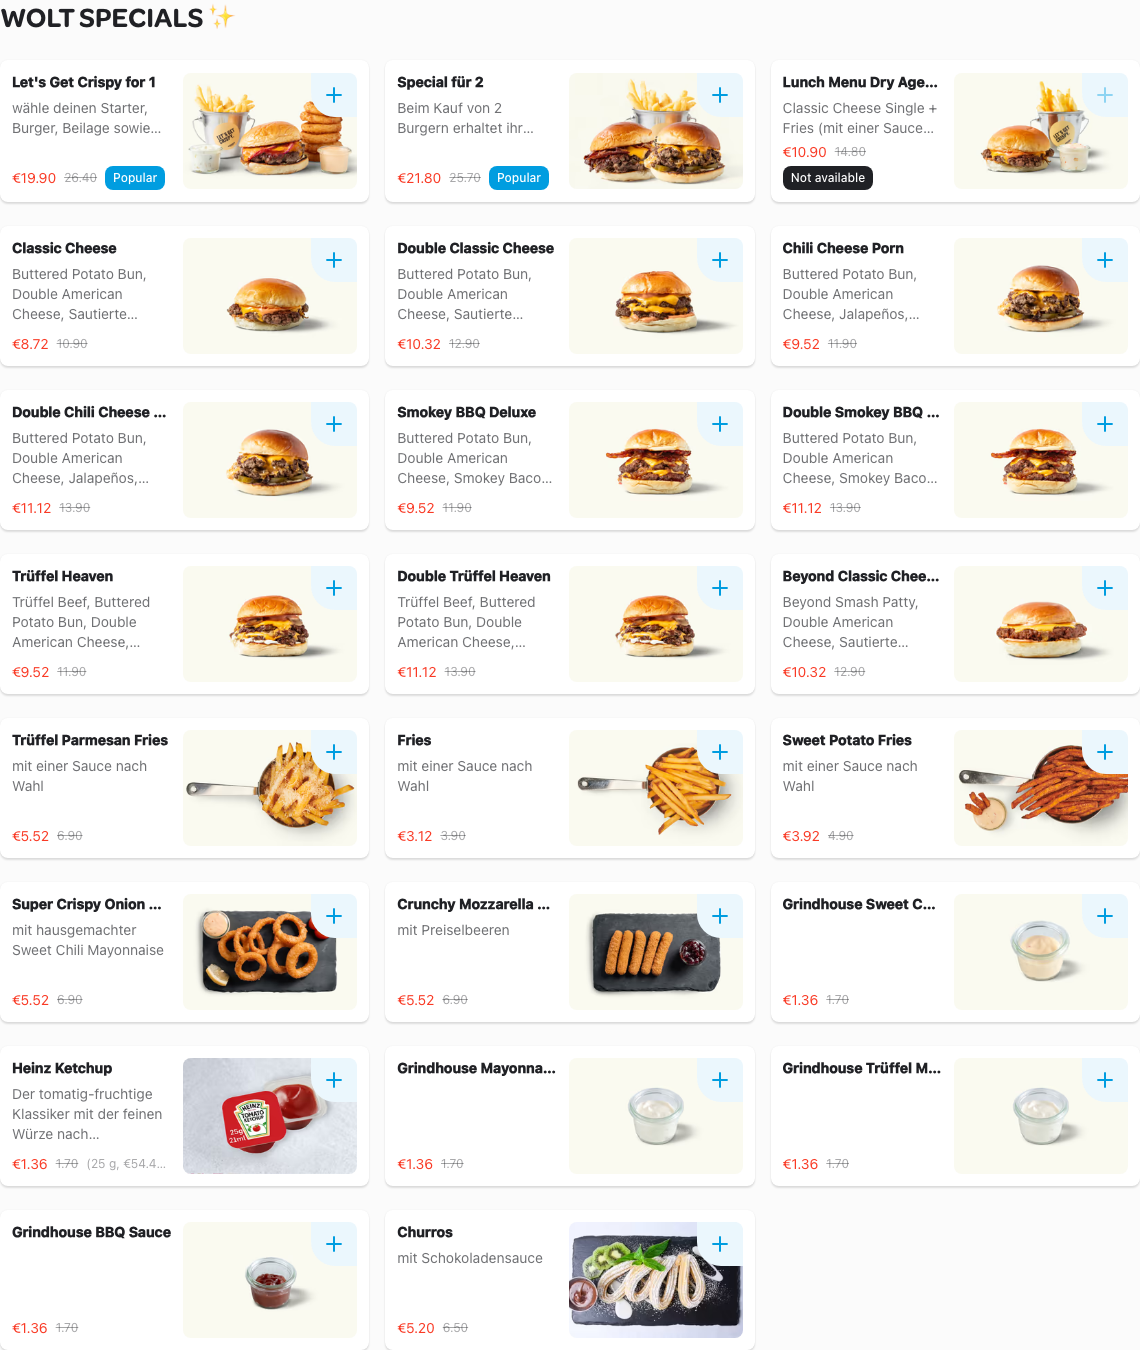 WOLT SPECIALS ✨
Let's Get Crispy for 1
wähle deinen Starter,
Burger, Beilage sowie...
€19.90 26.40 Popular
Special für 2
Beim Kauf von 2
Burgern erhaltet ihr...
€21.80 25.70 Popular
Lunch Menu Dry Age...
Classic Cheese Single +
Fries (mit einer Sauce...
€10.90 14.80
Not available
Classic Cheese
Buttered Potato Bun,
Double American
Cheese, Sautierte...
€8.72 10.90
Double Classic Cheese
Buttered Potato Bun,
Double American
Cheese, Sautierte...
€10.32 12.90
Chili Cheese Porn
Buttered Potato Bun,
Double American
Cheese, Jalapeños,...
€9.52 11.90
Double Chili Cheese ...
Buttered Potato Bun,
Double American
Cheese, Jalapeños,...
€11.12 13.90
Smokey BBQ Deluxe
Buttered Potato Bun,
Double American
Cheese, Smokey Baco...
€9.52 11.90
Double Smokey BBQ ...
Buttered Potato Bun,
Double American
Cheese, Smokey Baco...
€11.12 13.90
Trüffel Heaven
Trüffel Beef, Buttered
Potato Bun, Double
American Cheese,...
€9.52 11.90
Double Trüffel Heaven
Trüffel Beef, Buttered
Potato Bun, Double
American Cheese,...
€11.12 13.90
Beyond Classic Chee...
Beyond Smash Patty,
Double American
Cheese, Sautierte...
€10.32 12.90
Trüffel Parmesan Fries
mit einer Sauce nach
Wahl
€5.52 6.90
Fries
mit einer Sauce nach
Wahl
€3.12 3.90
Sweet Potato Fries
mit einer Sauce nach
Wahl
€3.92 4.90
Super Crispy Onion ...
mit hausgemachter
Sweet Chili Mayonnaise
€5.52 6.90
Crunchy Mozzarella ...
mit Preiselbeeren
€5.52 6.90
Grindhouse Sweet C...
€1.36 1.70
Heinz Ketchup
Der tomatig-fruchtige
Klassiker mit der feinen
Würze nach...
€1.36 1.70 (25 g, €54.4...
HEINZ
TOMATO
KETCHUP
25g
21ml
Grindhouse Mayonna...
€1.36 1.70
Grindhouse Trüffel M...
€1.36 1.70
Grindhouse BBQ Sauce
€1.36 1.70
Churros
mit Schokoladensauce
€5.20 6.50